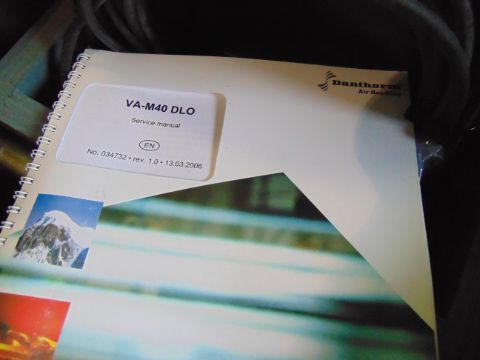 Dantherm
Air Handling
VA-M40 DLO
Service manual
EN
No. 034732 • rev. 1.0 • 13.03.2006